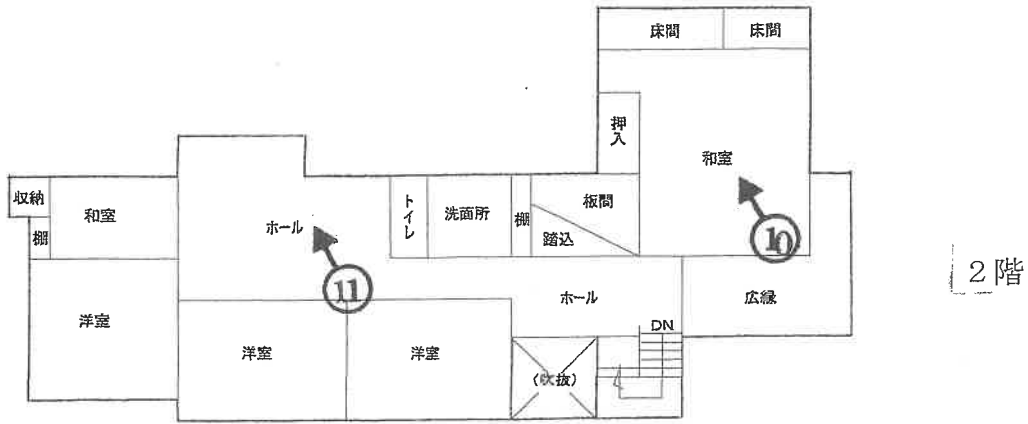 床間
床間
押入
和室
収納
和室
棚
ホール
トイレ
洗面所
棚
板間
踏込
10
11
洋室
洋室
洋室
ホール
広縁
DN
(吹抜)
2階